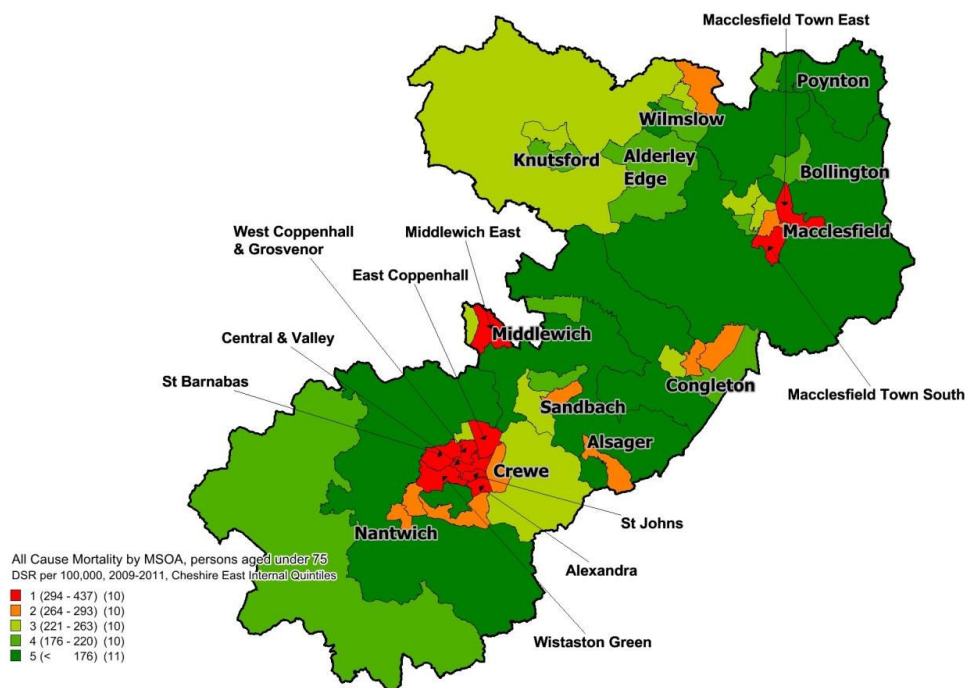 Macclesfield Town East
Poynton
Wilmslow
Knutsford
Alderley
Edge
Bollington
Macclesfield
West Coppenhall
& Grosvenor
Middlewich East
East Coppenhall
Central & Valley
Middlewich
St Barnabas
Congleton
Macclesfield Town South
Sandbach
Alsager
Crewe
St Johns
Nantwich
Alexandra
Wistaston Green
All Cause Mortality by MSOA, persons aged under 75
DSR per 100,000, 2009-2011, Cheshire East Internal Quintiles
1 (294 - 437) (10)
2 (264 - 293) (10)
3 (221 - 263) (10)
4 (176 - 220) (10)
5 (< 176) (11)